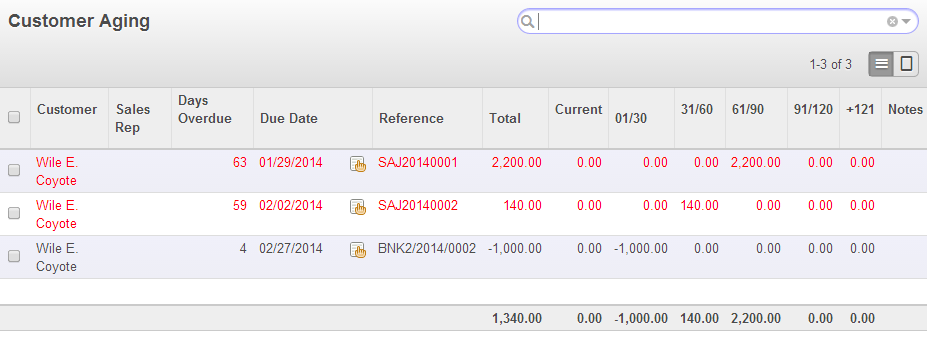 Customer Aging
1-3 of 3
Customer Sales Rep Days Overdue Due Date Reference Total Current 01/30 31/60 61/90 91/120 +121 Notes
Wile E. Coyote 63 01/29/2014 SAJ20140001 2,200.00 0.00 0.00 0.00 2,200.00 0.00 0.00
Wile E. Coyote 59 02/02/2014 SAJ20140002 140.00 0.00 0.00 140.00 0.00 0.00 0.00
Wile E. Coyote 4 02/27/2014 BNK2/2014/0002 -1,000.00 0.00 -1,000.00 0.00 0.00 0.00 0.00
1,340.00 0.00 -1,000.00 140.00 2,200.00 0.00 0.00